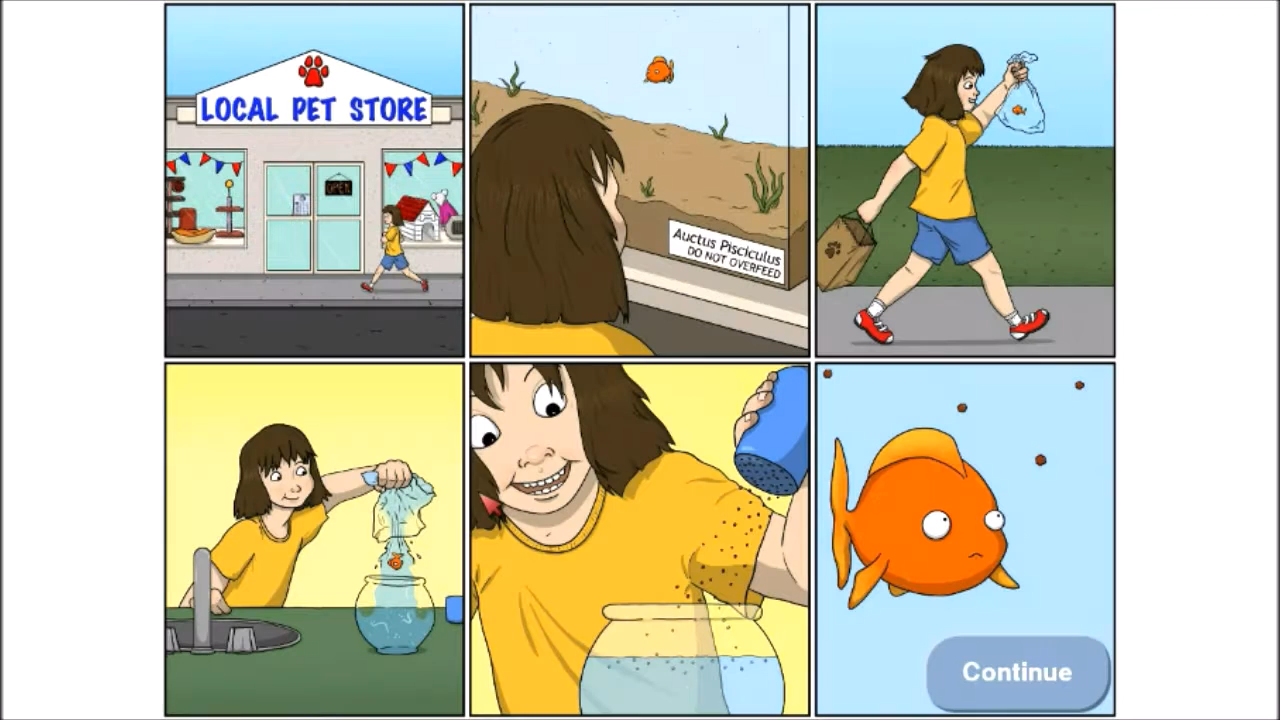 LOCAL PET STORE
OPEN
Auctus Pisciculus
DO NOT OVERFEED
Continue